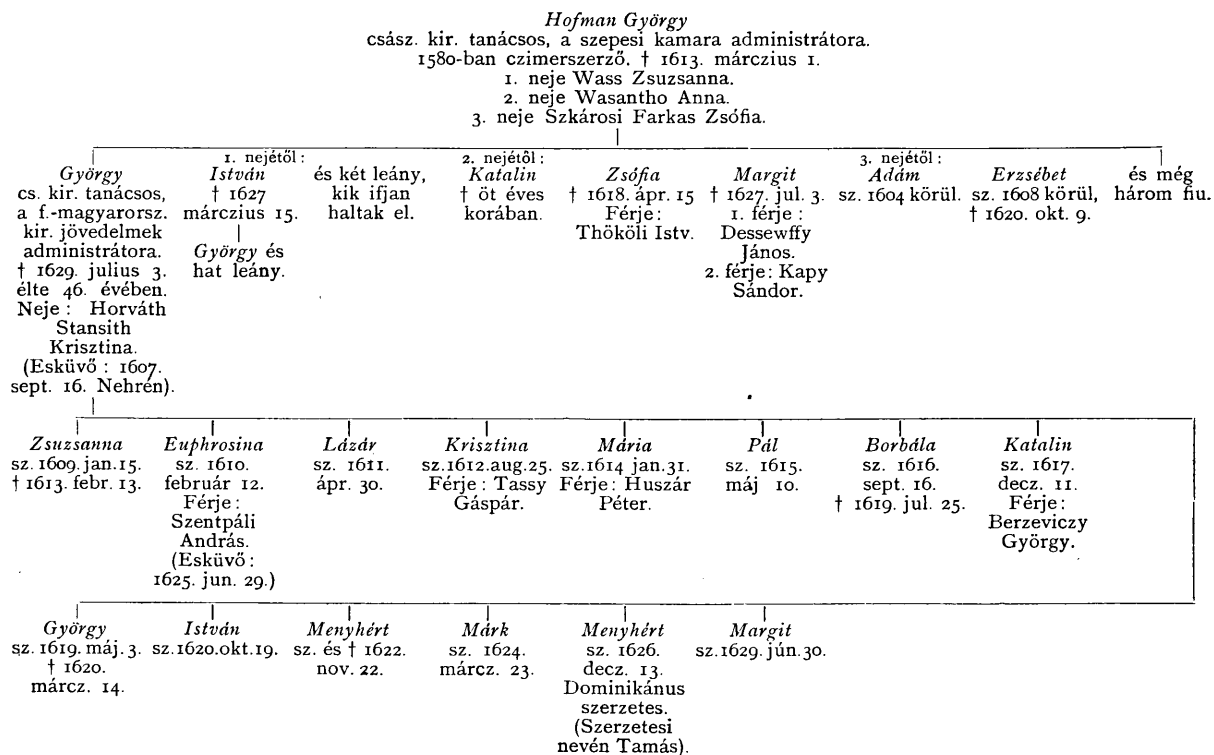 Hofman György
csász. kir. tanácsos, a szepesi kamara administrátora.
1580-ban czimerszerző. † 1613. márczius 1.
1. neje Wass Zsuzsanna.
2. neje Wasantho Anna.
3. neje Szkárosi Farkas Zsófia.
1. nejétől :
György
cs. kir. tanácsos,
a f.-magyarorsz.
kir. jövedelmek
administrátora.
† 1629. julius 3.
élte 46. évében.
Neje : Horváth
Stansith
Krisztina.
(Esküvő : 1607.
sept. 16. Nehrén).
István
† 1627
márczius 15.
György és
hat leány.
és két leány,
kik ifjan
haltak el.
2. nejétől :
Katalin
† öt éves
korában.
Zsófia
† 1618. ápr. 15
Férje :
Thököli Istv.
Margit
† 1627. jul. 3.
1. férje :
Dessewffy
János.
2. férje : Kapy
Sándor.
3. nejétől :
Adám
sz. 1604 körül.
Erzsébet
sz. 1608 körül,
† 1620. okt. 9.
és még
három fiu.
Zsuzsanna
sz. 1609. jan. 15.
† 1613. febr. 13.
Euphrosina
sz. 1610.
február 12.
Férje :
Szentpáli
András.
(Esküvő :
1625. jun. 29.)
Lázár
sz. 1611.
ápr. 30.
Krisztina
sz. 1612. aug. 25.
Férje : Tassy
Gáspár.
Mária
sz. 1614 jan. 31.
Férje : Huszár
Péter.
Pál
sz. 1615.
máj 10.
Borbála
sz. 1616.
sept. 16.
† 1619. jul. 25.
Katalin
sz. 1617.
decz. 11.
Férje :
Berzeviczy
György.
György
sz. 1619. máj. 3.
† 1620.
márcz. 14.
István
sz. 1620. okt. 19.
Menyhért
sz. és † 1622.
nov. 22.
Márk
sz. 1624.
márcz. 23.
Menyhért
sz. 1626.
decz. 13.
Dominikánus
szerzetes.
(Szerzetesi
nevén Tamás).
Margit
sz. 1629. jún. 30.